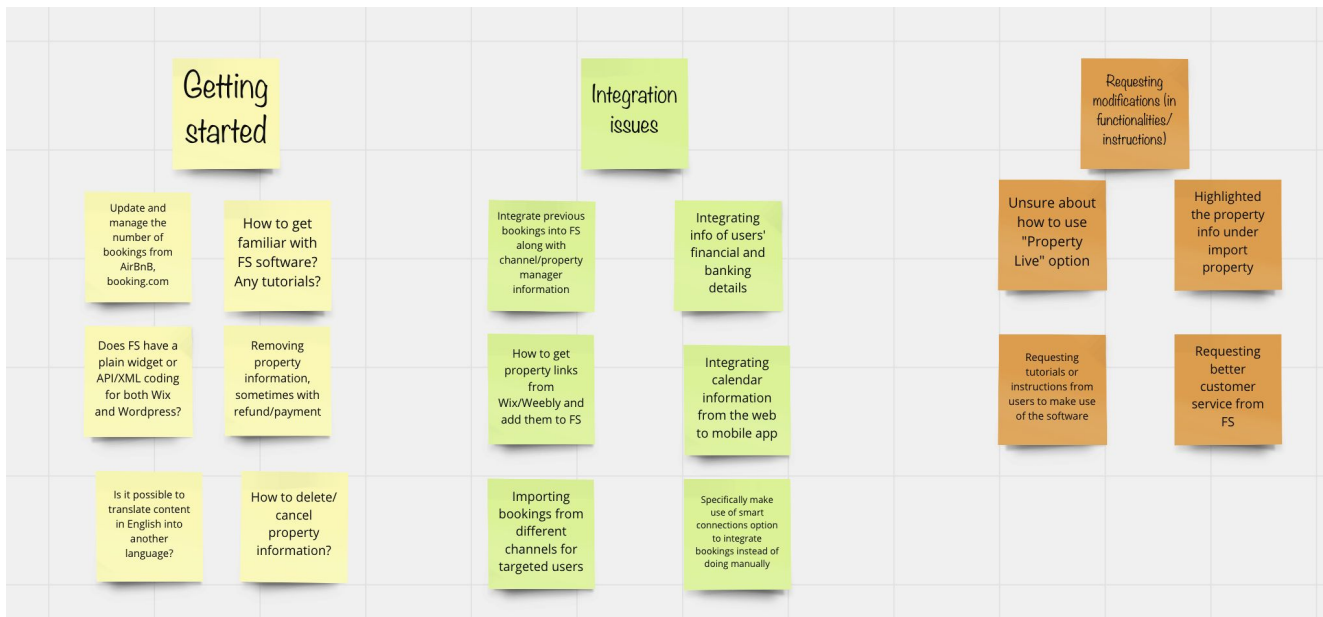 Getting
started
Update and
manage the
number of
bookings from
AirBnB,
booking.com
How to get
familiar with
FS software?
Any tutorials?
Does FS have a
plain widget or
API/XML coding
for both Wix
and Wordpress?
Removing
property
information,
sometimes with
refund/payment
Is it possible to
translate content
in English into
another
language?
How to delete/
cancel
property
information?
Integration
issues
Integrate previous
bookings into FS
along with
channel/property
manager
information
Integrating
info of users'
financial and
banking
details
How to get
property links
from
Wix/Weebly and
add them to FS
Integrating
calendar
information
from the web
to mobile app
Importing
bookings from
different
channels for
targeted users
Specifically make
use of smart
connections option
to integrate
bookings instead of
doing manually
Requesting
modifications (in
functionalities/
instructions)
Unsure about
how to use
"Property
Live" option
Highlighted
the property
info under
import
property
Requesting
tutorials or
instructions from
users to make use
of the software
Requesting
better
customer
service from
FS